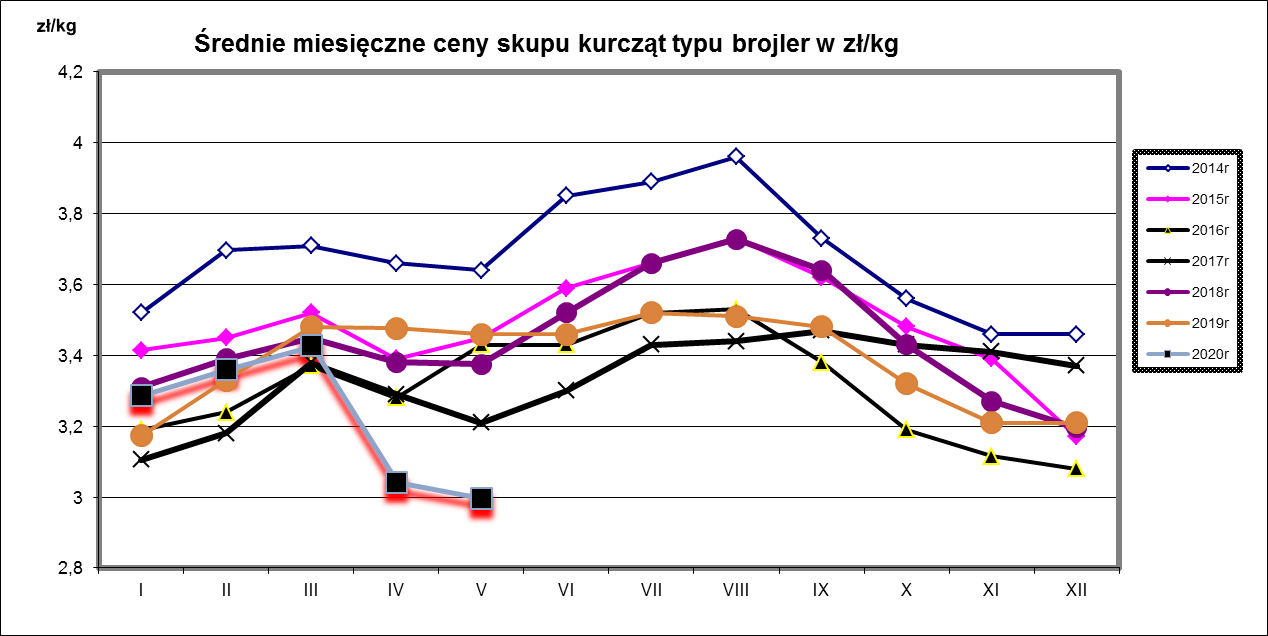 zł/kg
Średnie miesięczne ceny skupu kurcząt typu brojler w zł/kg
4,2
4
3,8
3,6
3,4
3,2
3
2,8
I II III IV V VI VII VIII IX X XI XII
2014r
2015r
2016r
2017r
2018r
2019r
2020r